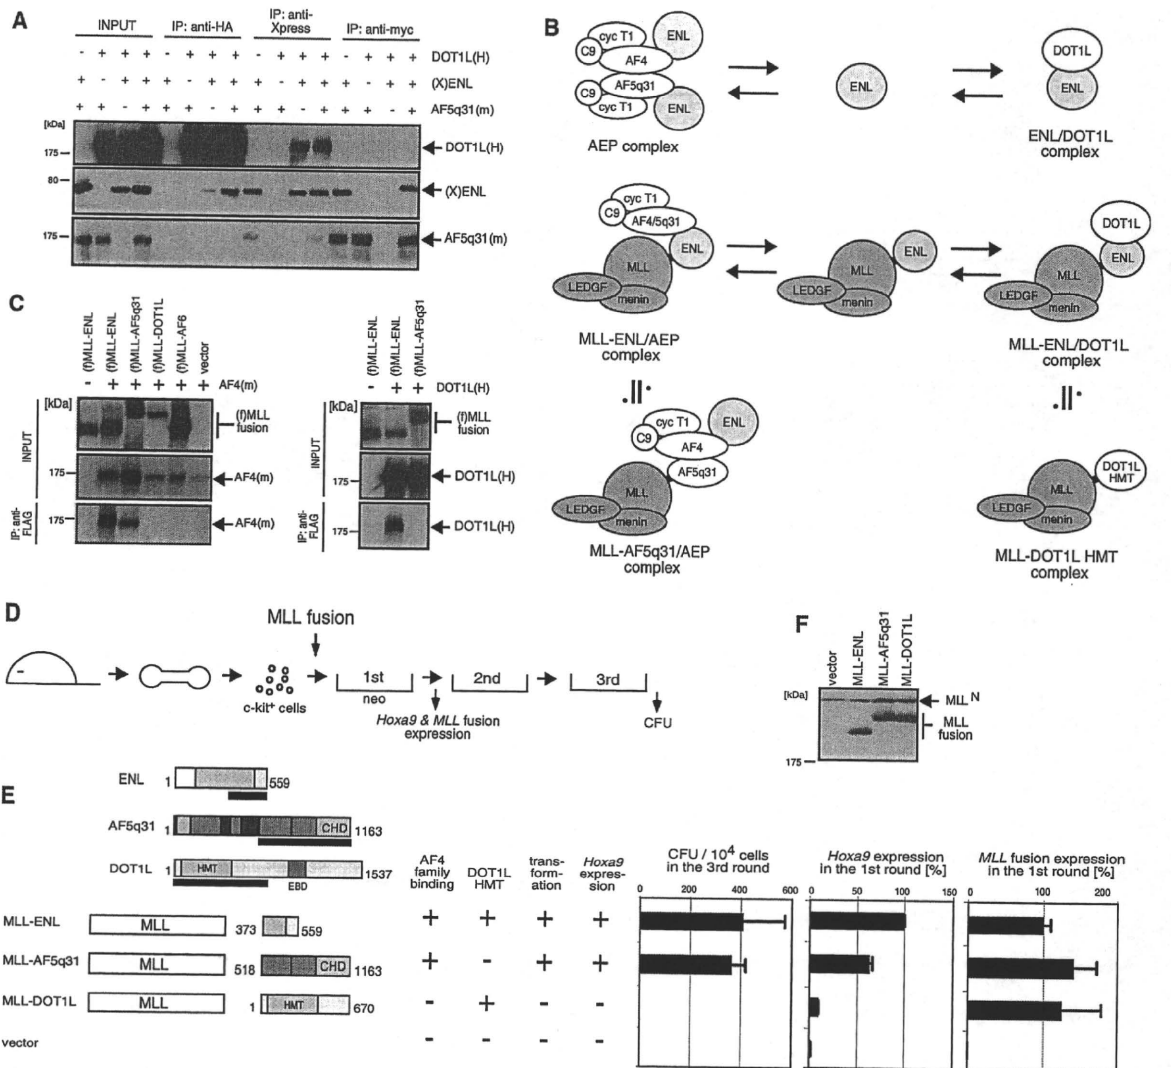 A
INPUT
IP: anti-HA
IP: anti-
Xpress
IP: anti-myc
- + + + - + + + - + + + - + + + DOT1L(H)
+ - + + + - + + + - + + + - + + (X)ENL
+ + - + + + - + + + - + + + - + AF5q31(m)
[kDa]
175
DOT1L(H)
80
(X)ENL
175
AF5q31(m)
B
cyc T1
ENL
C9
AF4
AF5q31
C9
cyc T1
ENL
AEP complex
ENL
DOT1L
ENL
ENL/DOT1L
complex
cyc T1
C9
AF4/5q31
ENL
MLL
LEDGF
menin
MLL-ENL/AEP
complex
ENL
MLL
LEDGF
menin
DOT1L
ENL
MLL
LEDGF
menin
MLL-ENL/DOT1L
complex
cyc T1
ENL
C9
AF4
AF5q31
MLL
LEDGF
menin
MLL-AF5q31/AEP
complex
DOT1L
HMT
MLL
LEDGF
menin
MLL-DOT1L HMT
complex
C
(f)MLL-ENL
(f)MLL-ENL
(f)MLL-AF5q31
(f)MLL-DOT1L
(f)MLL-AF6
vector
- + + + + + AF4(m)
[kDa]
INPUT
(f)MLL
fusion
175
AF4(m)
IP: anti-
FLAG
175
AF4(m)
(f)MLL-ENL
(f)MLL-ENL
(f)MLL-AF5q31
- + + DOT1L(H)
[kDa]
INPUT
(f)MLL
fusion
175
DOT1L(H)
IP: anti-
FLAG
175
DOT1L(H)
D
MLL fusion
c-kit+ cells
1st
neo
2nd
3rd
Hoxa9 & MLL fusion
expression
CFU
F
vector
MLL-ENL
MLL-AF5q31
MLL-DOT1L
[kDa]
MLL N
MLL
fusion
175
E
ENL 1 559
AF5q31 1 CHD 1163
DOT1L 1 HMT 1537
EBD
AF4
family
binding
DOT1L
HMT
trans-
form-
ation
Hoxa9
expres-
sion
CFU / 10⁴ cells
in the 3rd round
0 200 400 600
Hoxa9 expression
in the 1st round [%]
0 50 100 150
MLL fusion expression
in the 1st round [%]
0 100 200
MLL-ENL MLL 373 559 + + + +
MLL-AF5q31 MLL 518 CHD 1163 + - + +
MLL-DOT1L MLL 1 HMT 670 - + - -
vector - - - -